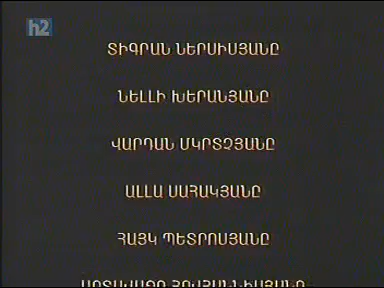 h2
ՏԻԳՐԱՆ ՆԵՐՍԻՍՅԱՆԸ
ՆԵԼԼԻ ԽԵՐԱՆՅԱՆԸ
ՎԱՐԴԱՆ ՄԿՐՏՉՅԱՆԸ
ԱԼԼԱ ՍԱՀԱԿՅԱՆԸ
ՀԱՅԿ ՊԵՏՐՈՍՅԱՆԸ